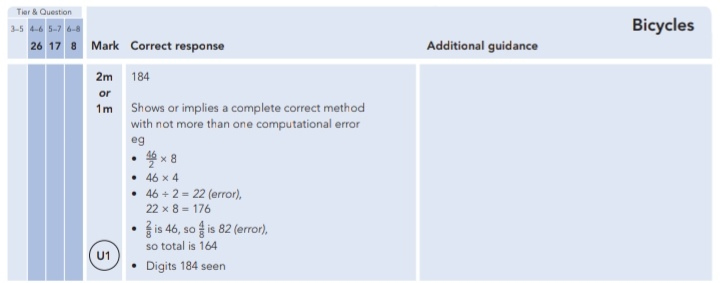 Tier & Question
3–5 4–6 5–7 6–8
26 17 8
Bicycles
Mark Correct response Additional guidance
2m 184
or
1m Shows or implies a complete correct method
with not more than one computational error
eg
• 46/2 × 8
• 46 × 4
• 46 ÷ 2 = 22 (error),
22 × 8 = 176
• 2/8 is 46, so 4/8 is 82 (error),
so total is 164
U1
• Digits 184 seen